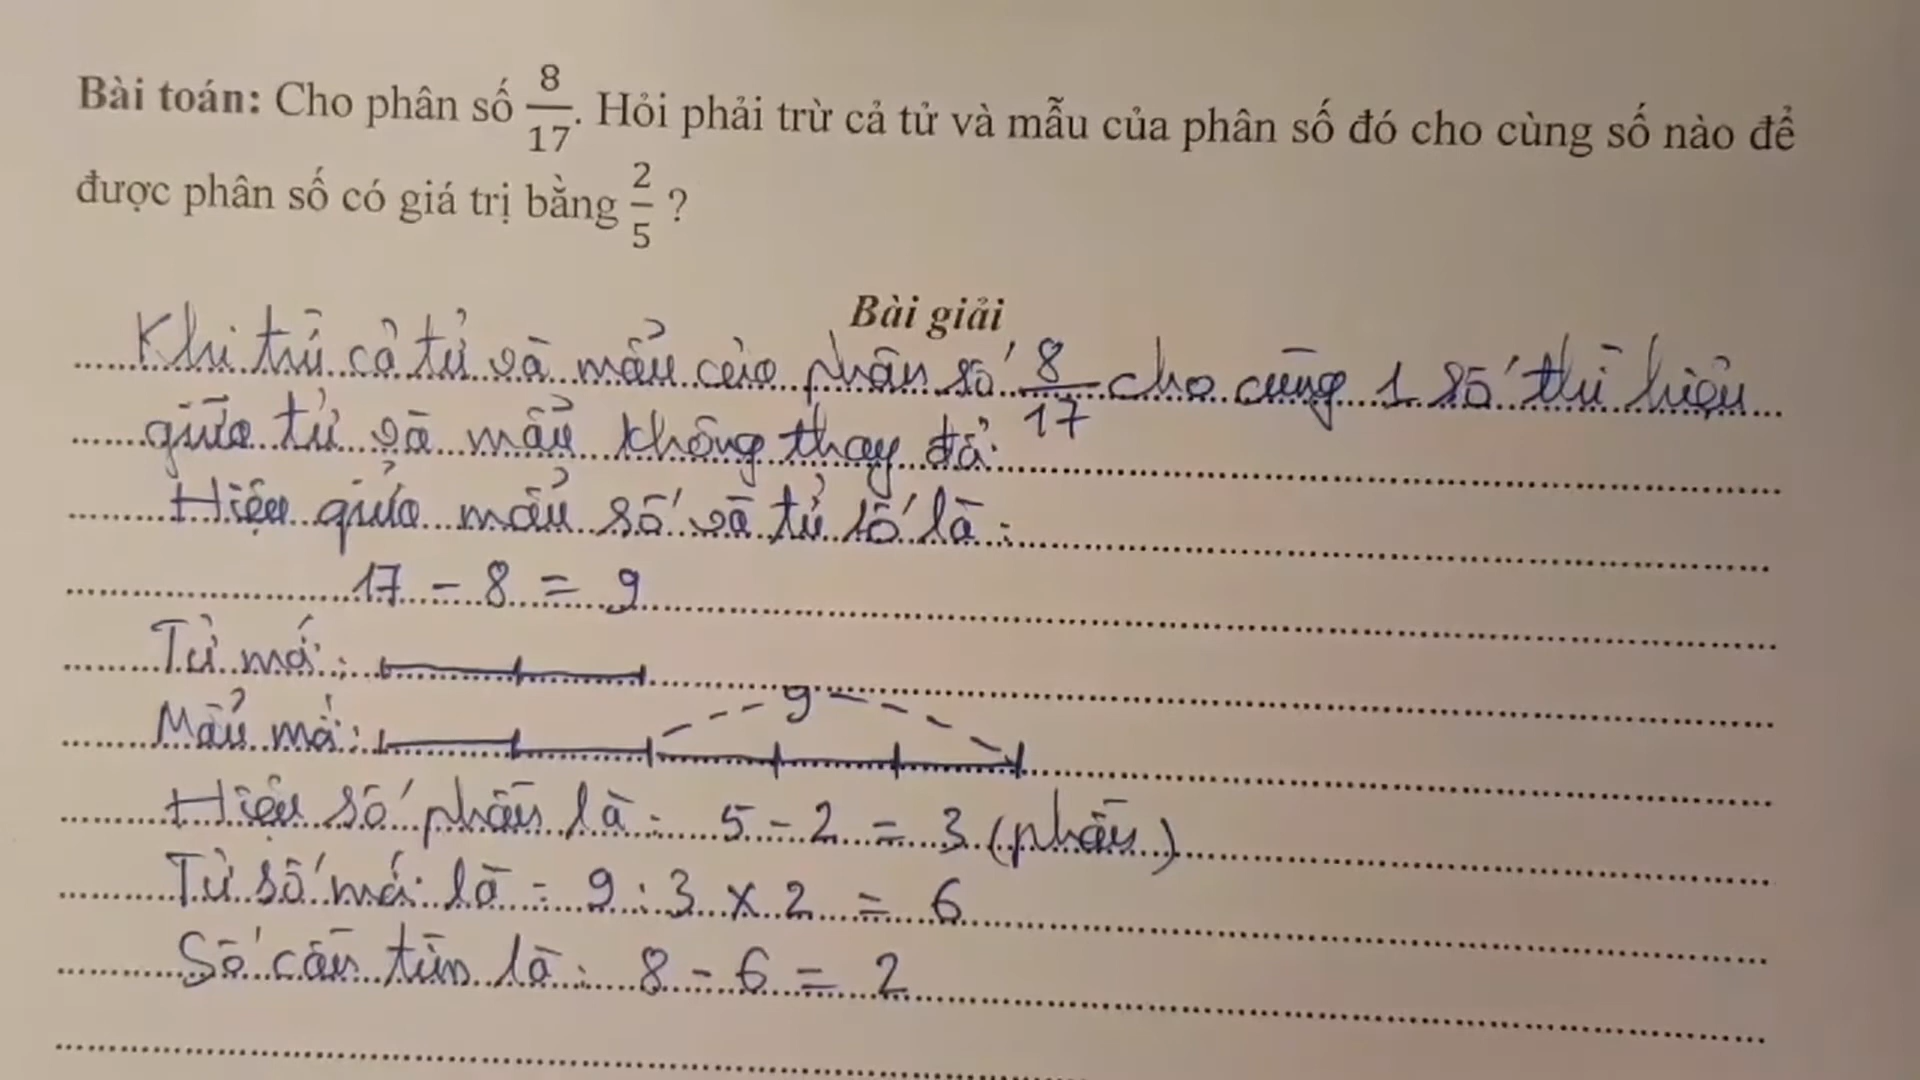 Bài toán: Cho phân số 8/17. Hỏi phải trừ cả tử và mẫu của phân số đó cho cùng số nào để
được phân số có giá trị bằng 2/5 ?
Bài giải
Khi trừ cả tử và mẫu của phân số 8/17 cho cùng 1 số thì hiệu
giữa tử và mẫu không thay đổi.
Hiệu giữa mẫu số và tử số là:
17 - 8 = 9
Tử mới:
9
Mẫu mới:
Hiệu số phần là: 5 - 2 = 3 (phần)
Tử số mới là: 9 : 3 x 2 = 6
Số cần tìm là: 8 - 6 = 2